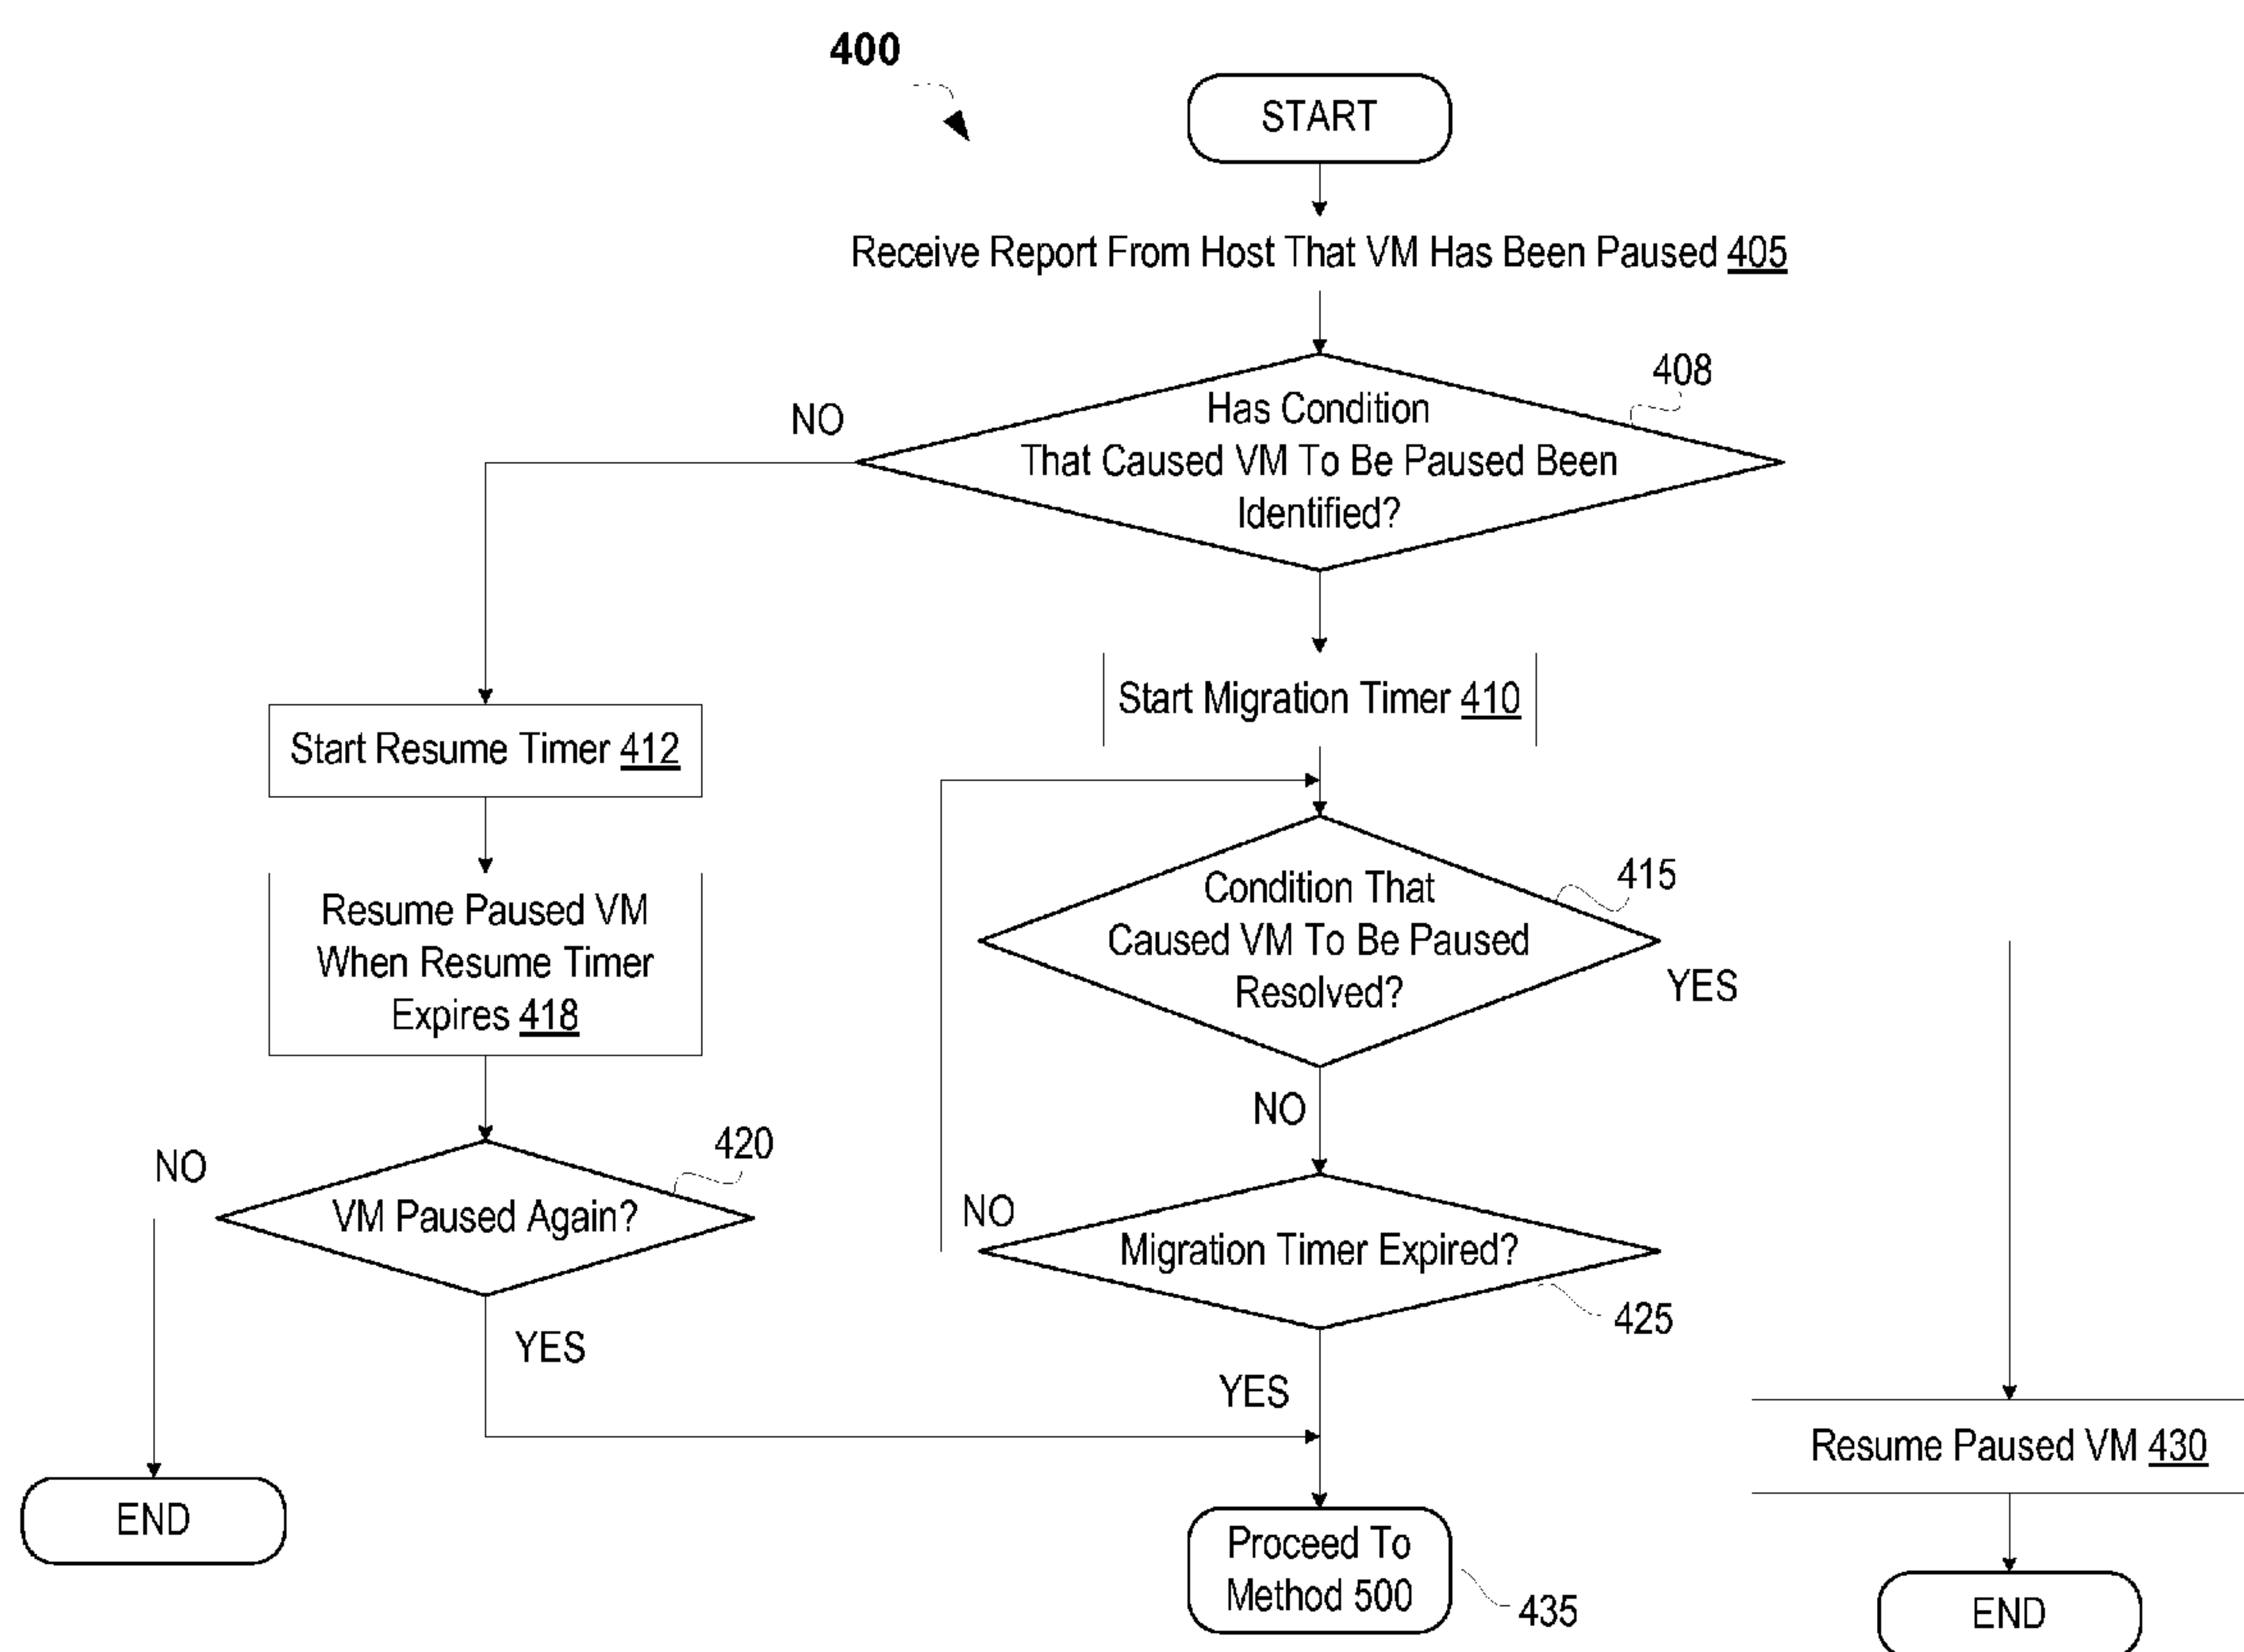 400
START
Receive Report From Host That VM Has Been Paused 405
408
Has Condition
That Caused VM To Be Paused Been
Identified?
NO
Start Migration Timer 410
Start Resume Timer 412
Condition That
Caused VM To Be Paused
Resolved?
415
YES
NO
Resume Paused VM
When Resume Timer
Expires 418
420
VM Paused Again?
NO
YES
Migration Timer Expired?
NO
425
YES
Resume Paused VM 430
END
Proceed To
Method 500
435
END